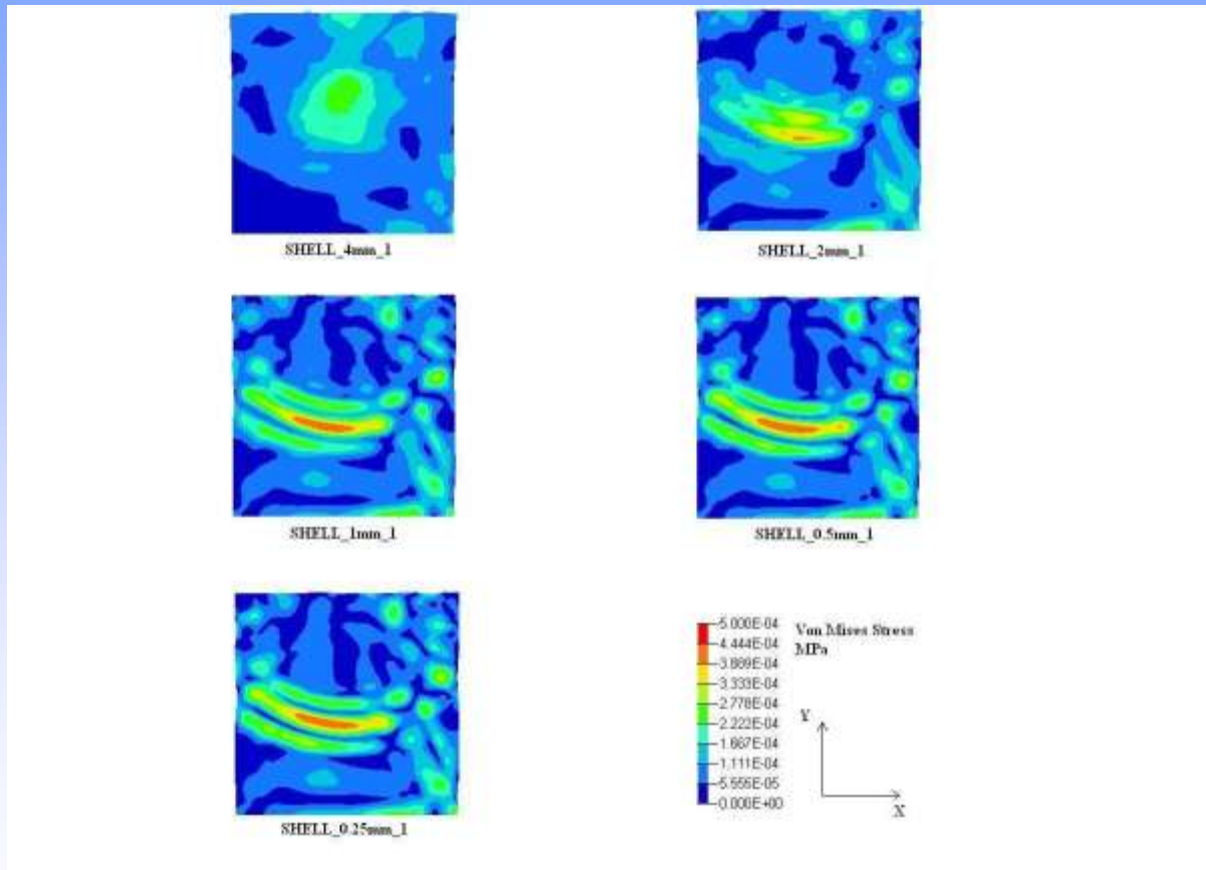 SHELL_4mm_1
SHELL_2mm_1
SHELL_1mm_1
SHELL_0.5mm_1
SHELL_0.25mm_1
5.000E-04
4.444E-04
3.889E-04
3.333E-04
2.778E-04
2.222E-04
1.667E-04
1.111E-04
5.555E-05
0.000E+00
Von Mises Stress
MPa
Y
X